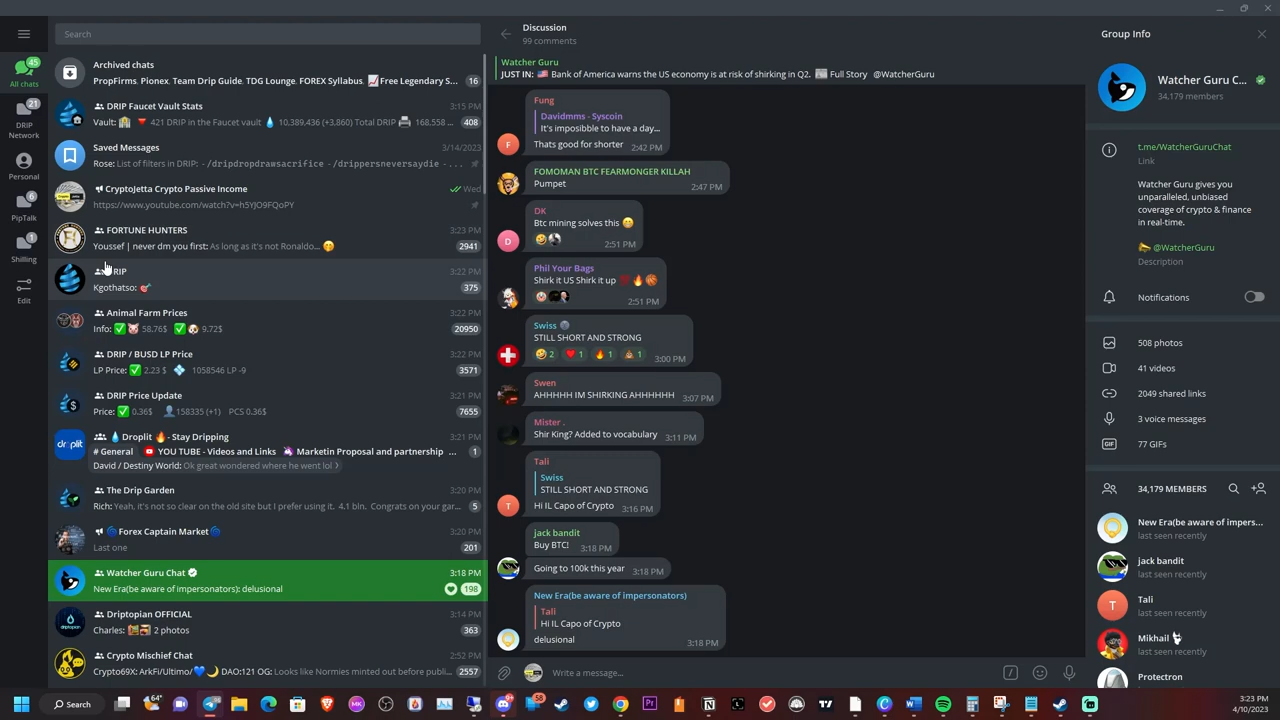 Search
45
All chats
21
DRIP
Network
Personal
6
PipTalk
1
Shilling
Edit
Archived chats
PropFirms, Pionex, Team Drip Guide, TDG Lounge, FOREX Syllabus, 📈Free Legendary S... 16
DRIP Faucet Vault Stats 3:15 PM
Vault: 🏦 🔻 421 DRIP in the Faucet vault 💧 10,389,436 (+3,860) Total DRIP 🖨 168,558 ... 408
Saved Messages 3/14/2023
Rose: List of filters in DRIP: - /dripdropdrawsacrifice - /drippersneversaydie - ...
CryptoJetta Crypto Passive Income Wed
https://www.youtube.com/watch?v=h5YJO9FQoPY
FORTUNE HUNTERS 3:23 PM
Youssef | never dm you first: As long as it's not Ronaldo... 🤭 2941
RIP 3:22 PM
Kgothatso: 375
Animal Farm Prices 3:22 PM
Info: ✅ 🐷 58.76$ ✅ 🐶 9.72$ 20950
DRIP / BUSD LP Price 3:22 PM
LP Price: ✅ 2.23 $ 💠 1058546 LP -9 3571
DRIP Price Update 3:21 PM
Price: ✅ 0.36$ 👤158335 (+1) PCS 0.36$ 7655
💧 Droplit 🔥 - Stay Dripping 3:21 PM
# General YOU TUBE - Videos and Links Marketin Proposal and partnership ... 1
David / Destiny World: Ok great wondered where he went lol
The Drip Garden 3:20 PM
Rich: Yeah, it's not so clear on the old site but I prefer using it. 4.1 bln. Congrats on your gar... 5
🌀Forex Captain Market🌀 3:20 PM
Last one 201
Watcher Guru Chat 3:18 PM
New Era(be aware of impersonators): delusional 198
Driptopian OFFICIAL 3:14 PM
Charles: 2 photos 363
Crypto Mischief Chat 2:52 PM
Crypto69X: ArkFi/Ultimo/💙🌙 DAO:121 OG: Looks like Normies minted out before publi... 2557
Discussion
99 comments
Watcher Guru
JUST IN: 🇺🇸 Bank of America warns the US economy is at risk of shirking in Q2. 📰 Full Story @WatcherGuru
Fung
Davidmms - Syscoin
It's imposibble to have a day...
Thats good for shorter 2:42 PM
FOMOMAN BTC FEARMONGER KILLAH
Pumpet 2:47 PM
DK
Btc mining solves this 🤭
2:51 PM
Phil Your Bags
Shirk it US Shirk it up ♥️🔥🏀
2:51 PM
Swiss
STILL SHORT AND STRONG
🤣 2 ❤ 1 🔥 1 💩 1 3:00 PM
Swen
AHHHHH IM SHIRKING AHHHHHH 3:07 PM
Mister .
Shir King? Added to vocabulary 3:11 PM
Tali
Swiss
STILL SHORT AND STRONG
Hi IL Capo of Crypto 3:16 PM
jack bandit
Buy BTC! 3:18 PM
Going to 100k this year 3:18 PM
New Era(be aware of impersonators)
Tali
Hi IL Capo of Crypto
delusional 3:18 PM
Write a message...
Group Info
Watcher Guru C...
34,179 members
t.me/WatcherGuruChat
Link
Watcher Guru gives you
unparalleled, unbiased
coverage of crypto & finance
in real-time.
@WatcherGuru
Description
Notifications
508 photos
41 videos
2049 shared links
3 voice messages
77 GIFs
34,179 MEMBERS
New Era(be aware of impers...
last seen recently
jack bandit
last seen recently
Tali
last seen recently
Mikhail
last seen recently
Protectron
Search
64°
58
3:23 PM
4/10/2023